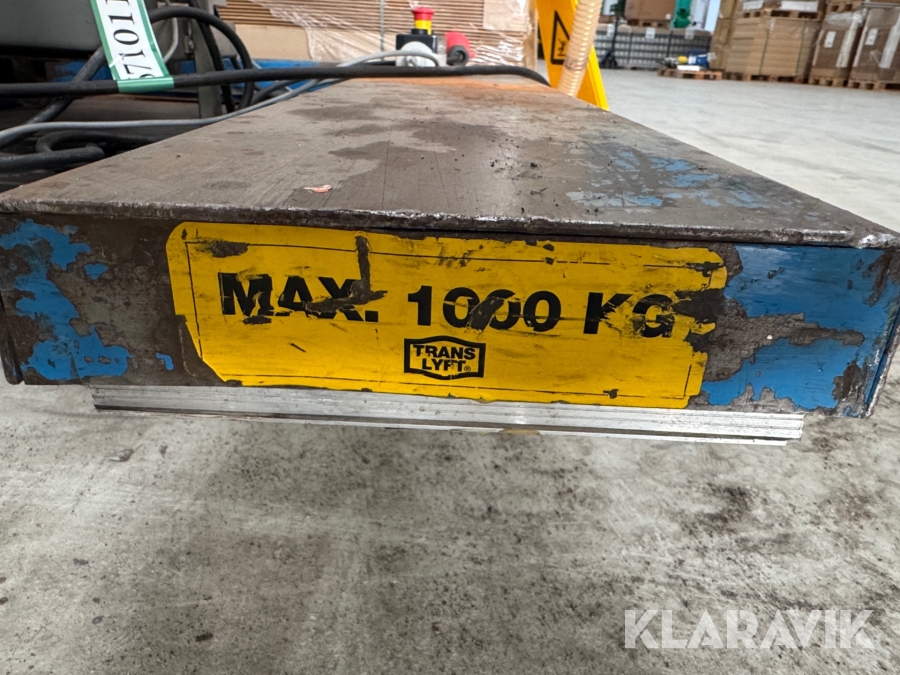 MAX. 1000 KG
TRANS
LYFT®
KLARAVIK